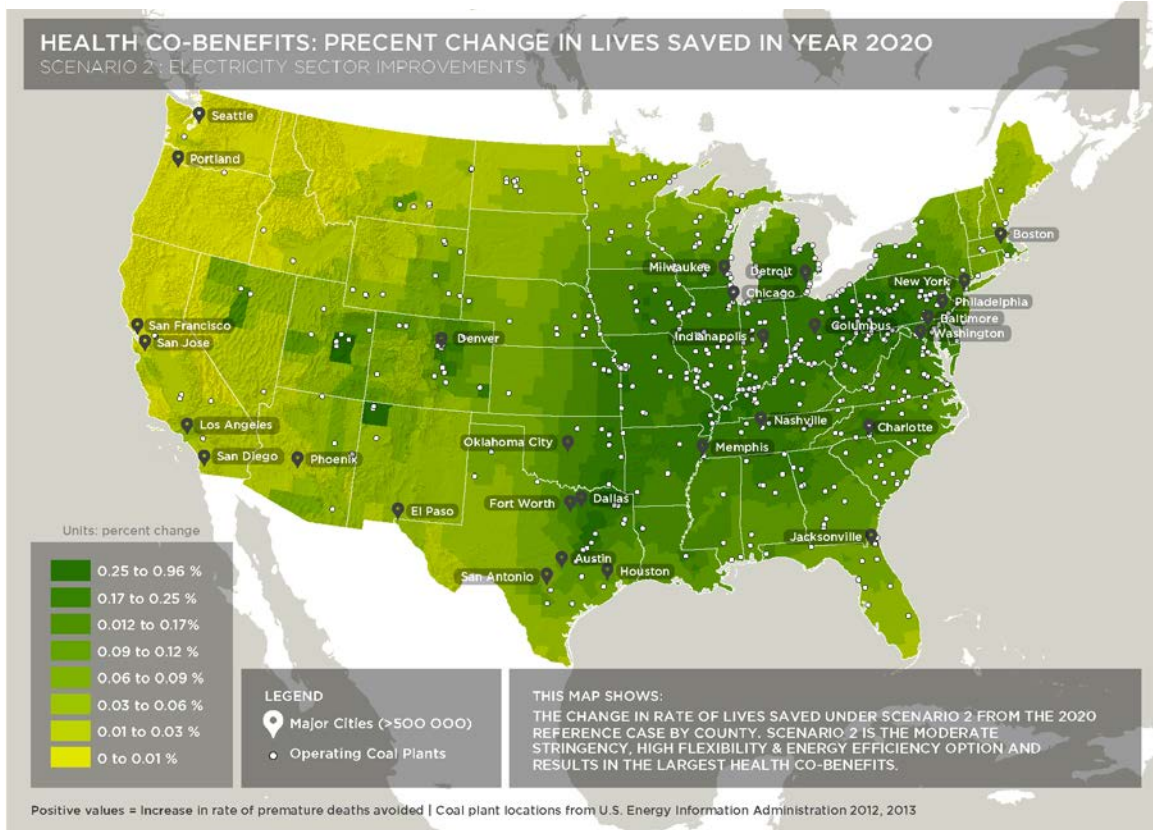 HEALTH CO-BENEFITS: PRECENT CHANGE IN LIVES SAVED IN YEAR 2020
SCENARIO 2 : ELECTRICITY SECTOR IMPROVEMENTS
Seattle
Portland
Boston
Milwaukee
Detroit
New York
Chicago
Philadelphia
San Francisco
Columbus
Baltimore
San Jose
Denver
Indianapolis
Washington
Los Angeles
Nashville
Oklahoma City
Charlotte
San Diego
Phoenix
Memphis
Fort Worth
Dallas
El Paso
Jacksonville
Austin
San Antonio
Houston
Units: percent change
0.25 to 0.96 %
0.17 to 0.25 %
0.012 to 0.17%
0.09 to 0.12 %
0.06 to 0.09 %
0.03 to 0.06 %
0.01 to 0.03 %
0 to 0.01 %
LEGEND
Major Cities (>500 000)
Operating Coal Plants
THIS MAP SHOWS:
THE CHANGE IN RATE OF LIVES SAVED UNDER SCENARIO 2 FROM THE 2020
REFERENCE CASE BY COUNTY. SCENARIO 2 IS THE MODERATE
STRINGENCY, HIGH FLEXIBILITY & ENERGY EFFICIENCY OPTION AND
RESULTS IN THE LARGEST HEALTH CO-BENEFITS.
Positive values = Increase in rate of premature deaths avoided | Coal plant locations from U.S. Energy Information Administration 2012, 2013